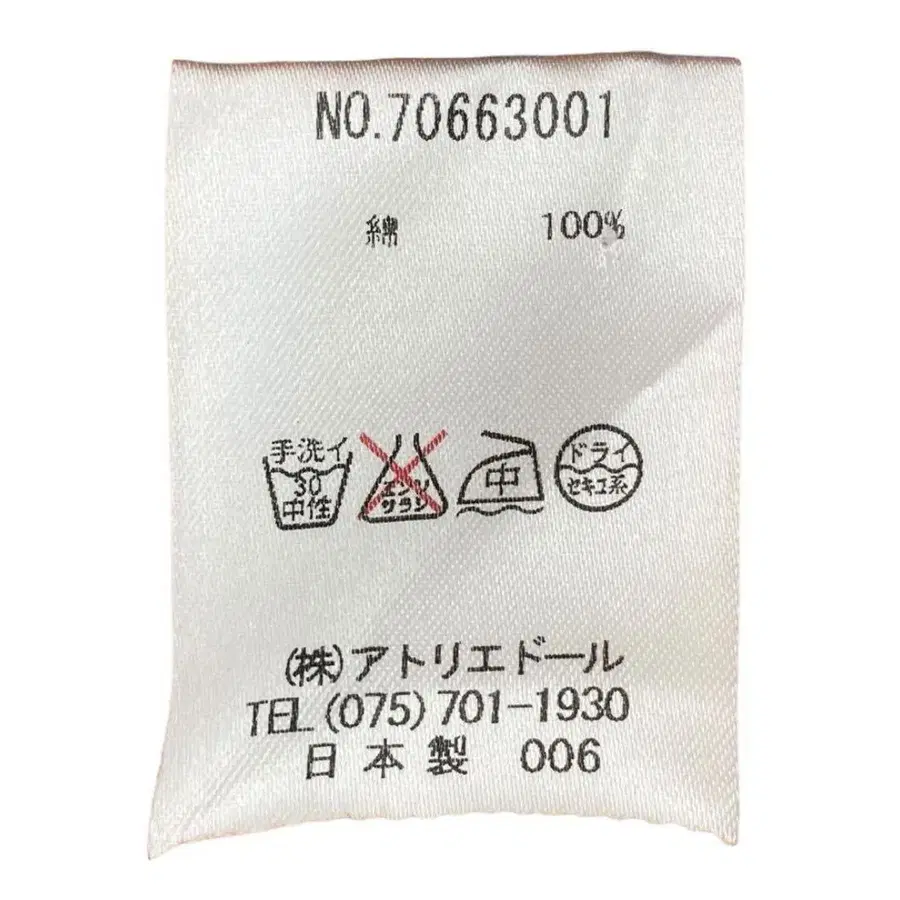 NO.70663001
綿 100%
手洗イ
30
中性
エンソ
サラシ
中
ドライ
セキユ系
(株)アトリエドール
TEL.(075)701-1930
日本製 006